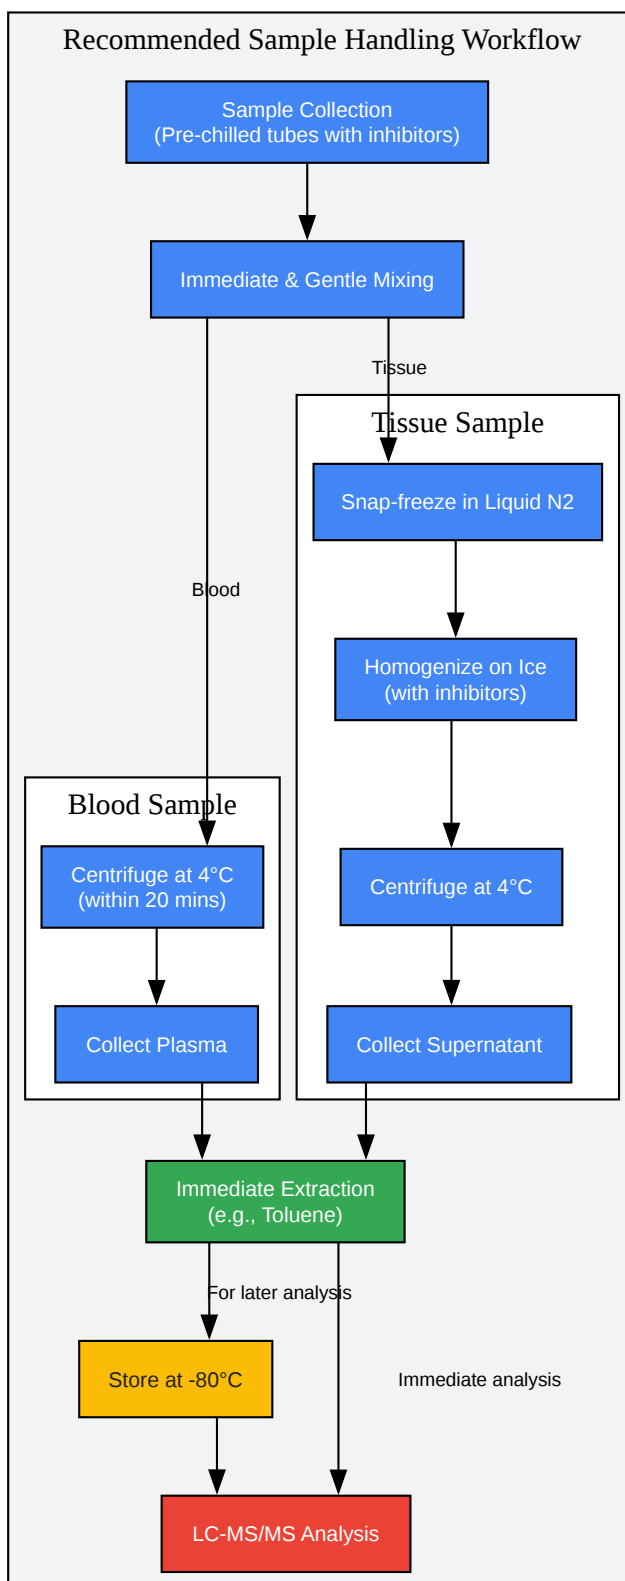 Recommended Sample Handling Workflow
Sample Collection
(Pre-chilled tubes with inhibitors)
Immediate & Gentle Mixing
Tissue
Tissue Sample
Snap-freeze in Liquid N2
Blood
Homogenize on Ice
(with inhibitors)
Blood Sample
Centrifuge at 4°C
(within 20 mins)
Centrifuge at 4°C
Collect Plasma
Collect Supernatant
Immediate Extraction
(e.g., Toluene)
For later analysis
Store at -80°C
Immediate analysis
LC-MS/MS Analysis